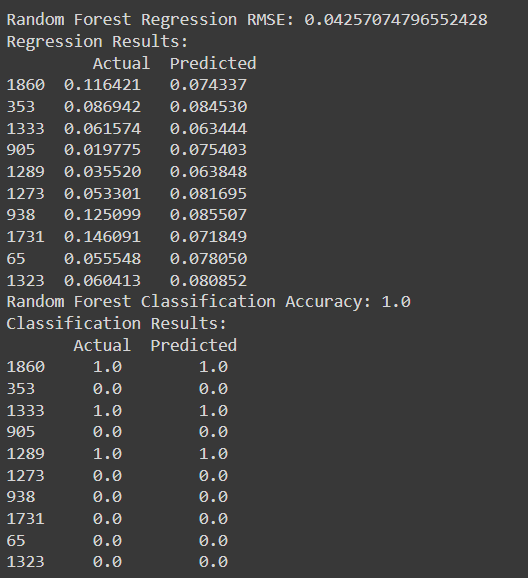 Random Forest Regression RMSE: 0.04257074796552428
Regression Results:
Actual Predicted
1860 0.116421 0.074337
353 0.086942 0.084530
1333 0.061574 0.063444
905 0.019775 0.075403
1289 0.035520 0.063848
1273 0.053301 0.081695
938 0.125099 0.085507
1731 0.146091 0.071849
65 0.055548 0.078050
1323 0.060413 0.080852
Random Forest Classification Accuracy: 1.0
Classification Results:
Actual Predicted
1860 1.0 1.0
353 0.0 0.0
1333 1.0 1.0
905 0.0 0.0
1289 1.0 1.0
1273 0.0 0.0
938 0.0 0.0
1731 0.0 0.0
65 0.0 0.0
1323 0.0 0.0